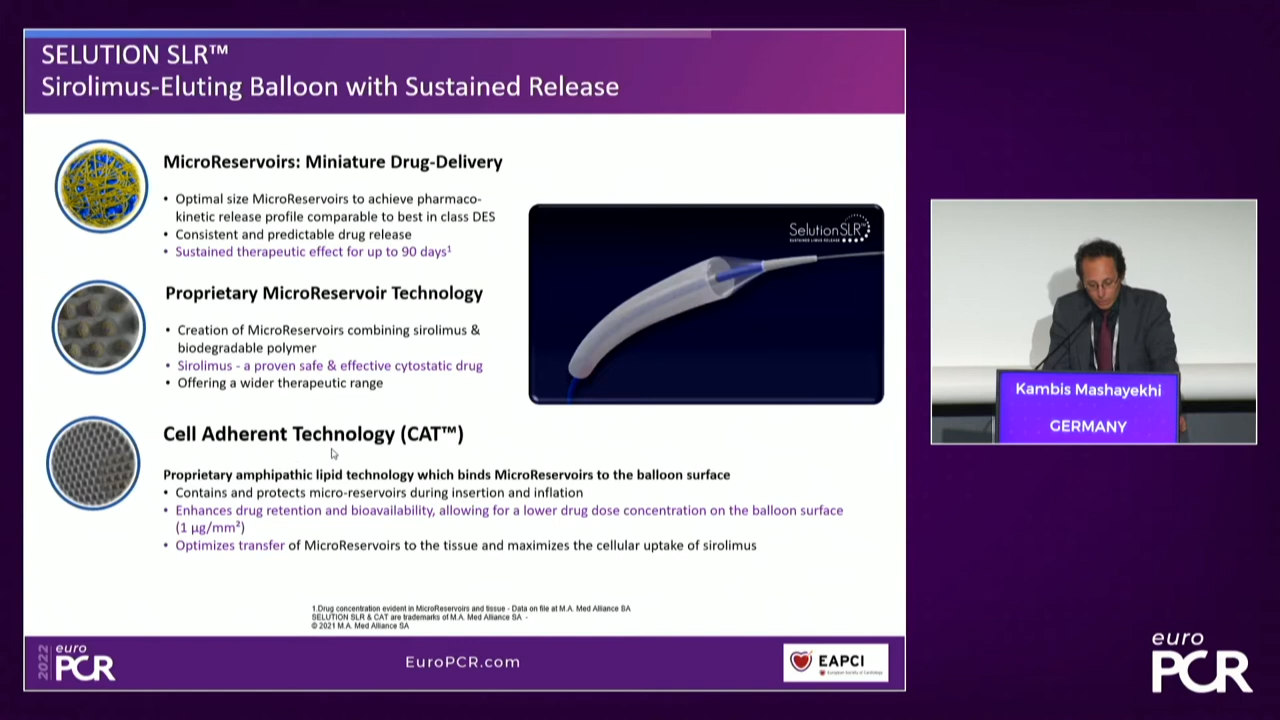 SELUTION SLR™
Sirolimus-Eluting Balloon with Sustained Release
MicroReservoirs: Miniature Drug-Delivery
• Optimal size MicroReservoirs to achieve pharmaco-
kinetic release profile comparable to best in class DES
• Consistent and predictable drug release
• Sustained therapeutic effect for up to 90 days¹
Proprietary MicroReservoir Technology
• Creation of MicroReservoirs combining sirolimus &
biodegradable polymer
• Sirolimus - a proven safe & effective cytostatic drug
• Offering a wider therapeutic range
Cell Adherent Technology (CAT™)
Proprietary amphipathic lipid technology which binds MicroReservoirs to the balloon surface
• Contains and protects micro-reservoirs during insertion and inflation
• Enhances drug retention and bioavailability, allowing for a lower drug dose concentration on the balloon surface
(1 µg/mm²)
• Optimizes transfer of MicroReservoirs to the tissue and maximizes the cellular uptake of sirolimus
SelutionSLR™
SUSTAINED LIMUS RELEASE
1.Drug concentration evident in MicroReservoirs and tissue - Data on file at M.A. Med Alliance SA
SELUTION SLR & CAT are trademarks of M.A. Med Alliance SA -
© 2021 M.A. Med Alliance SA
2022
euro
PCR
EuroPCR.com
EAPCI
European Society of Cardiology
Kambis Mashayekhi
GERMANY
euro
PCR